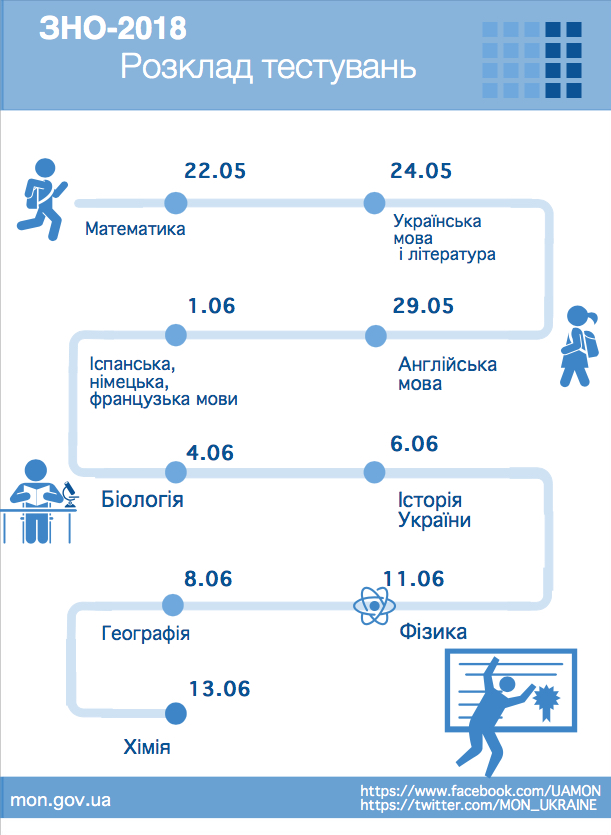 ЗНО-2018
Розклад тестувань
22.05
Математика
24.05
Українська
мова
і література
29.05
Англійська
мова
1.06
Іспанська,
німецька,
французька мови
4.06
Біологія
6.06
Історія
України
11.06
Фізика
8.06
Географія
13.06
Хімія
mon.gov.ua
https://www.facebook.com/UAMON
https://twitter.com/MON_UKRAINE